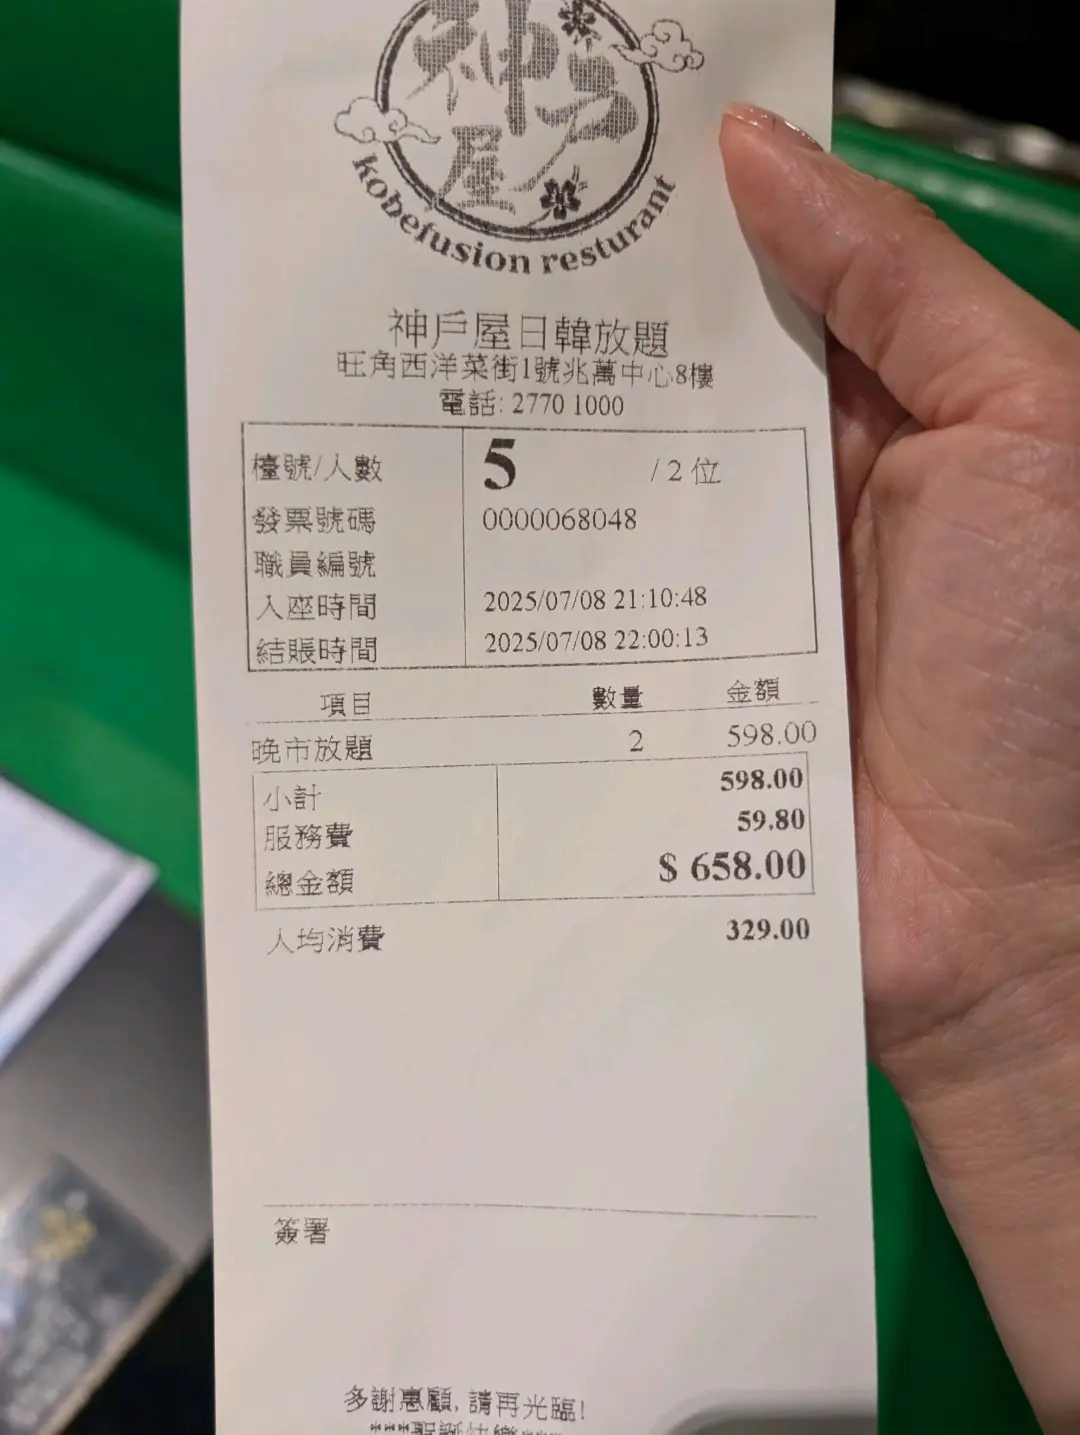 神戶屋
kobefusion resturant
神戶屋日韓放題
旺角西洋菜街1號兆萬中心8樓
電話: 2770 1000
檯號/人數 5 / 2 位
發票號碼 0000068048
職員編號
入座時間 2025/07/08 21:10:48
結賬時間 2025/07/08 22:00:13
項目 數量 金額
晚市放題 2 598.00
小計 598.00
服務費 59.80
總金額 $ 658.00
人均消費 329.00
簽署
多謝惠顧, 請再光臨!
***聖誕快樂***